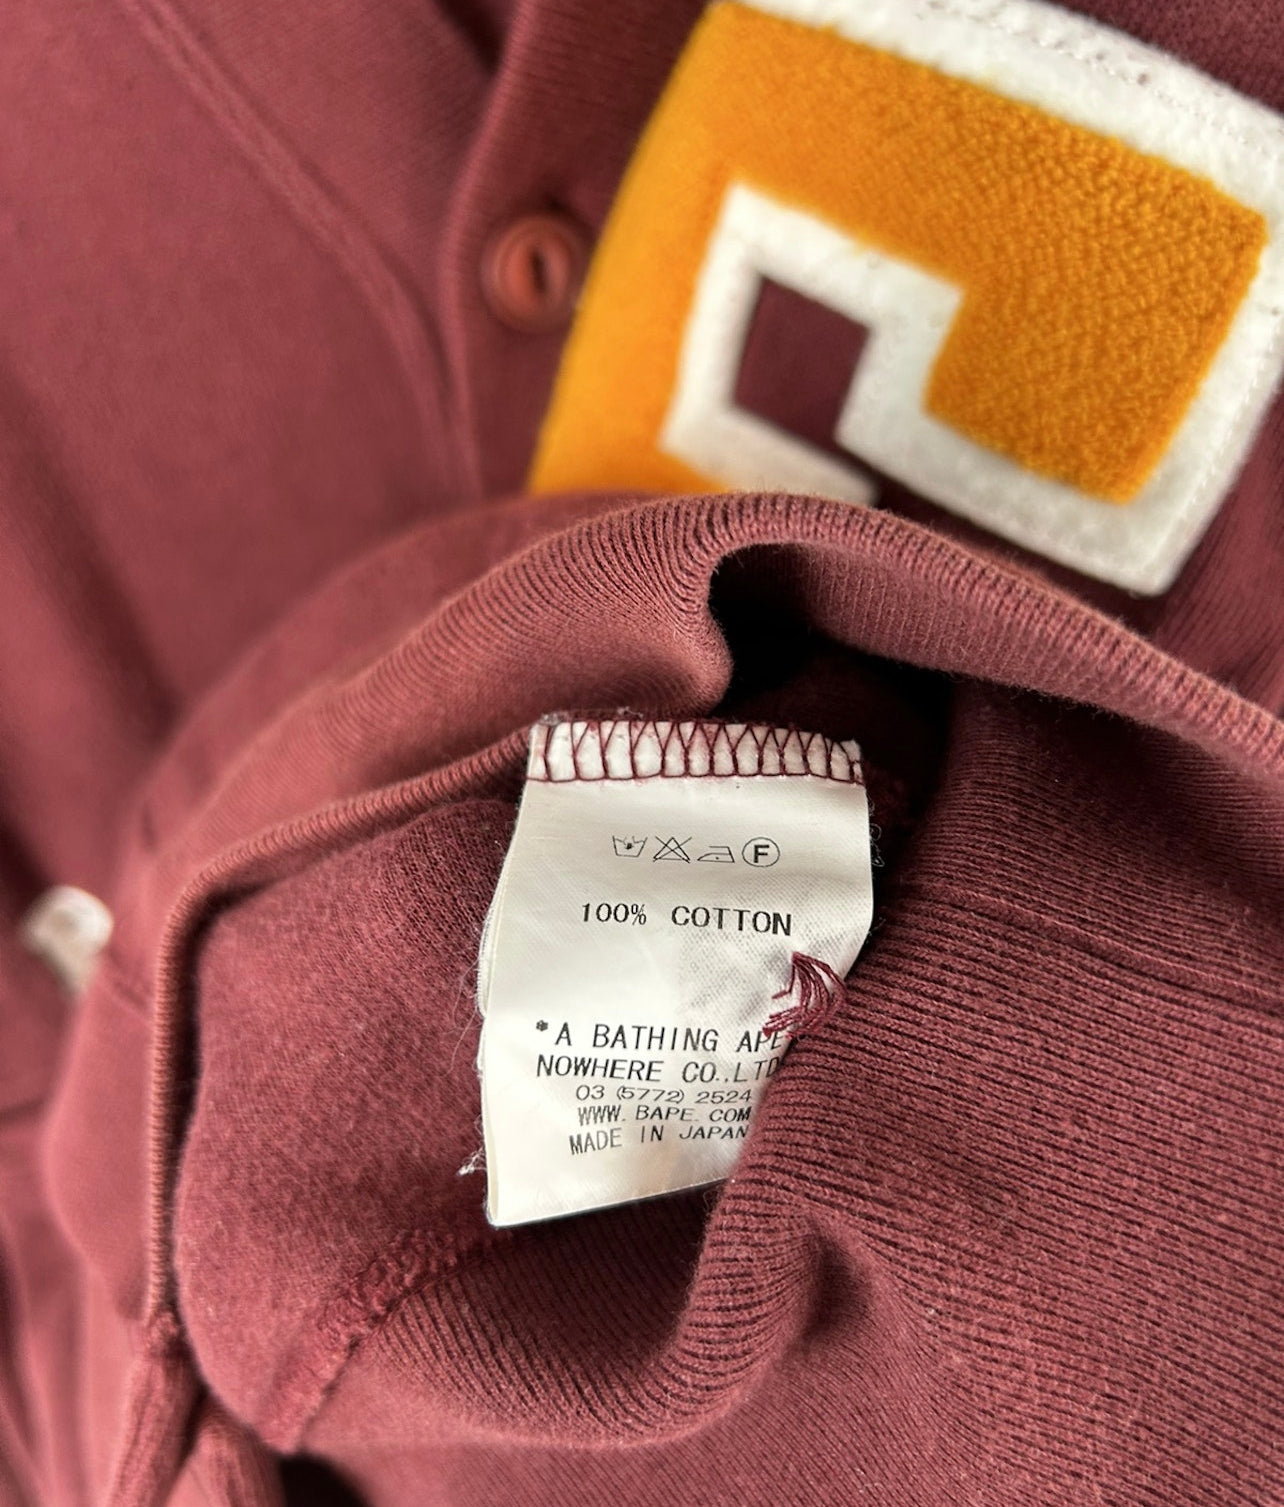 F
100% COTTON
*A BATHING APE
NOWHERE CO.,LTD
03 (5772) 2524
WWW. BAPE. COM
MADE IN JAPAN